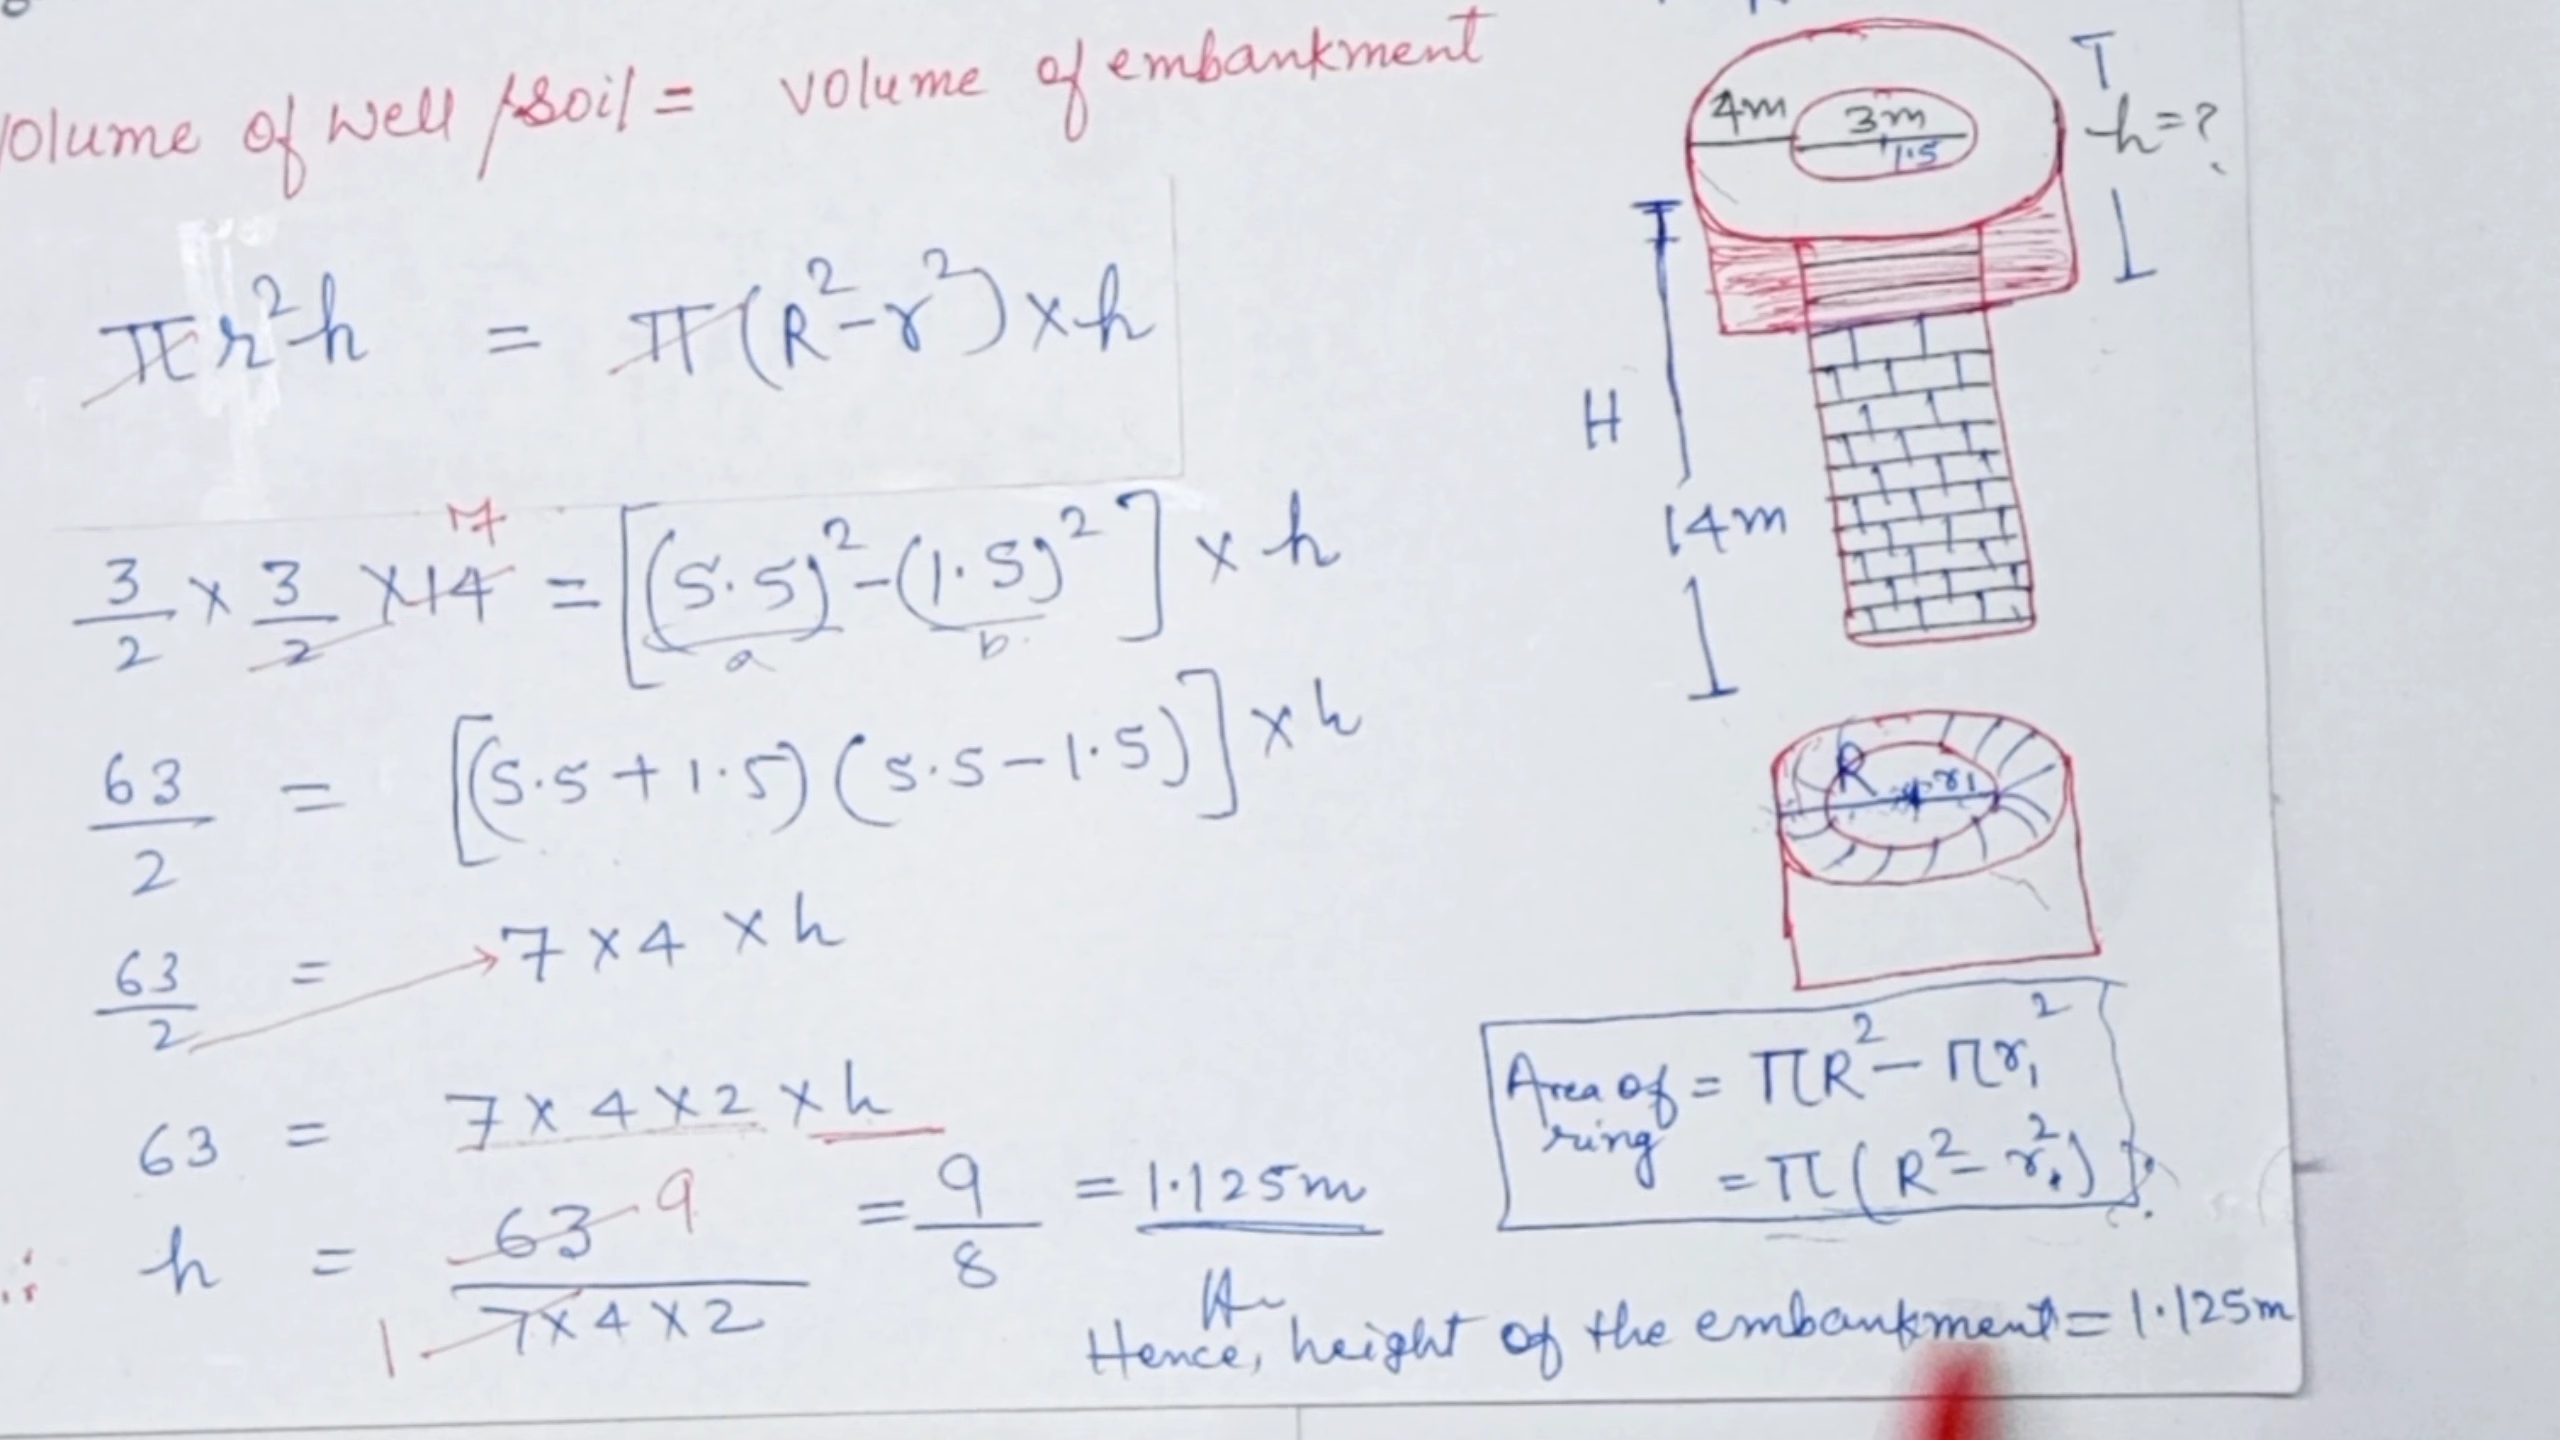 volume of well / soil = volume of embankment
πr²h = π(R²-r²)×h
7
3/2 × 3/2 ×14 = [(5.5)²-(1.5)²] × h
a b
63/2 = [(5.5+1.5)(5.5-1.5)] × h
63/2 = 7×4 ×h
63 = 7×4×2 ×h
∴ h = 63/7×4×2 = 9/8 = 1.125m
9
1
Hence, height of the embankment = 1.125m
4m 3m
1.5
h=?
H
14m
R r₁
Area of ring = πR² - πr₁²
= π(R²-r₁²)